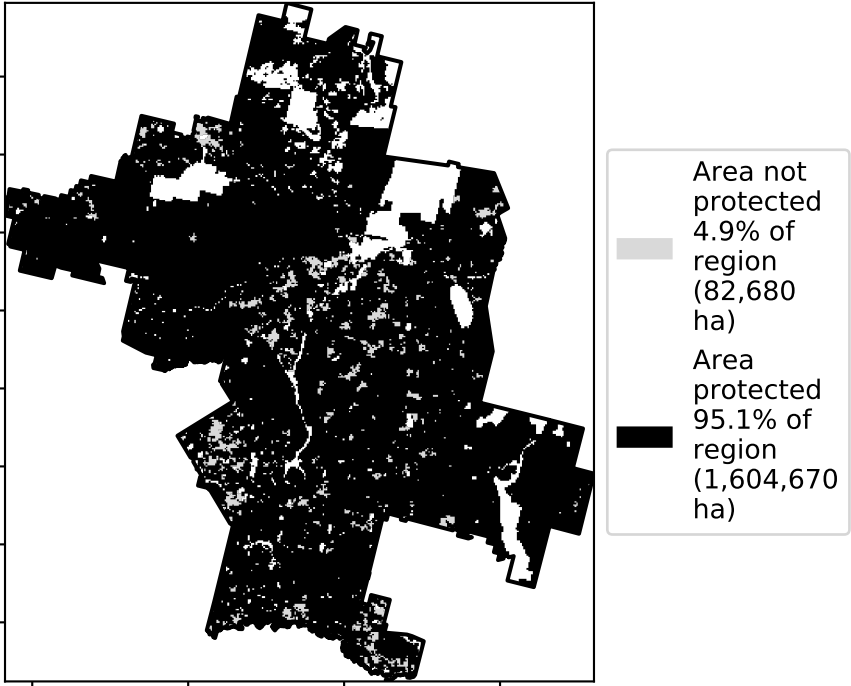 Area not
protected
4.9% of
region
(82,680
ha)
Area
protected
95.1% of
region
(1,604,670
ha)